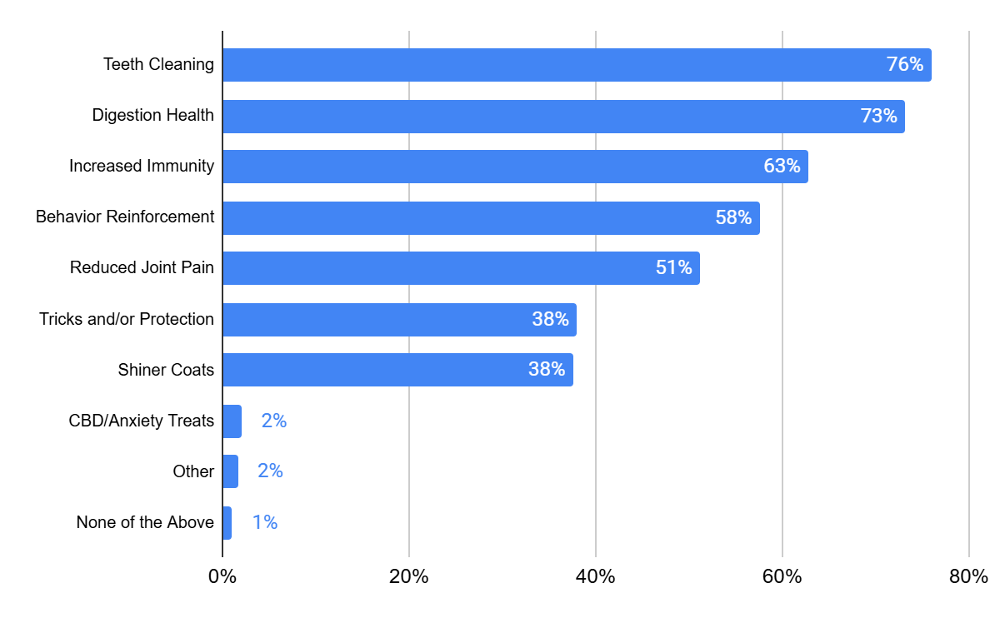 Teeth Cleaning 76%
Digestion Health 73%
Increased Immunity 63%
Behavior Reinforcement 58%
Reduced Joint Pain 51%
Tricks and/or Protection 38%
Shiner Coats 38%
CBD/Anxiety Treats 2%
Other 2%
None of the Above 1%
0% 20% 40% 60% 80%